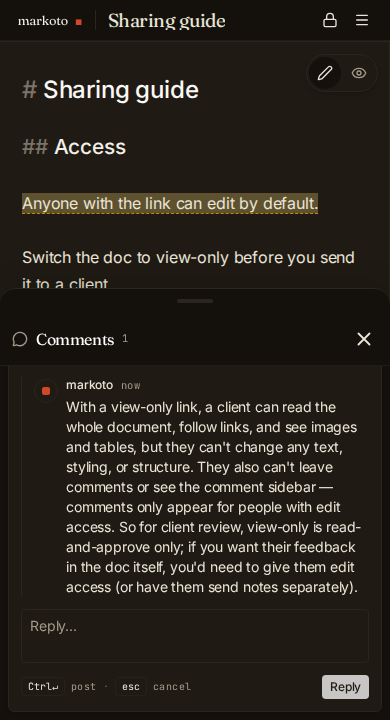 markoto
Sharing guide
# Sharing guide
## Access
Anyone with the link can edit by default.
Switch the doc to view-only before you send
it to a client
Comments 1
markoto now
With a view-only link, a client can read the
whole document, follow links, and see images
and tables, but they can't change any text,
styling, or structure. They also can't leave
comments or see the comment sidebar —
comments only appear for people with edit
access. So for client review, view-only is read-
and-approve only; if you want their feedback
in the doc itself, you'd need to give them edit
access (or have them send notes separately).
Reply...
Ctrl↵ post · esc cancel
Reply